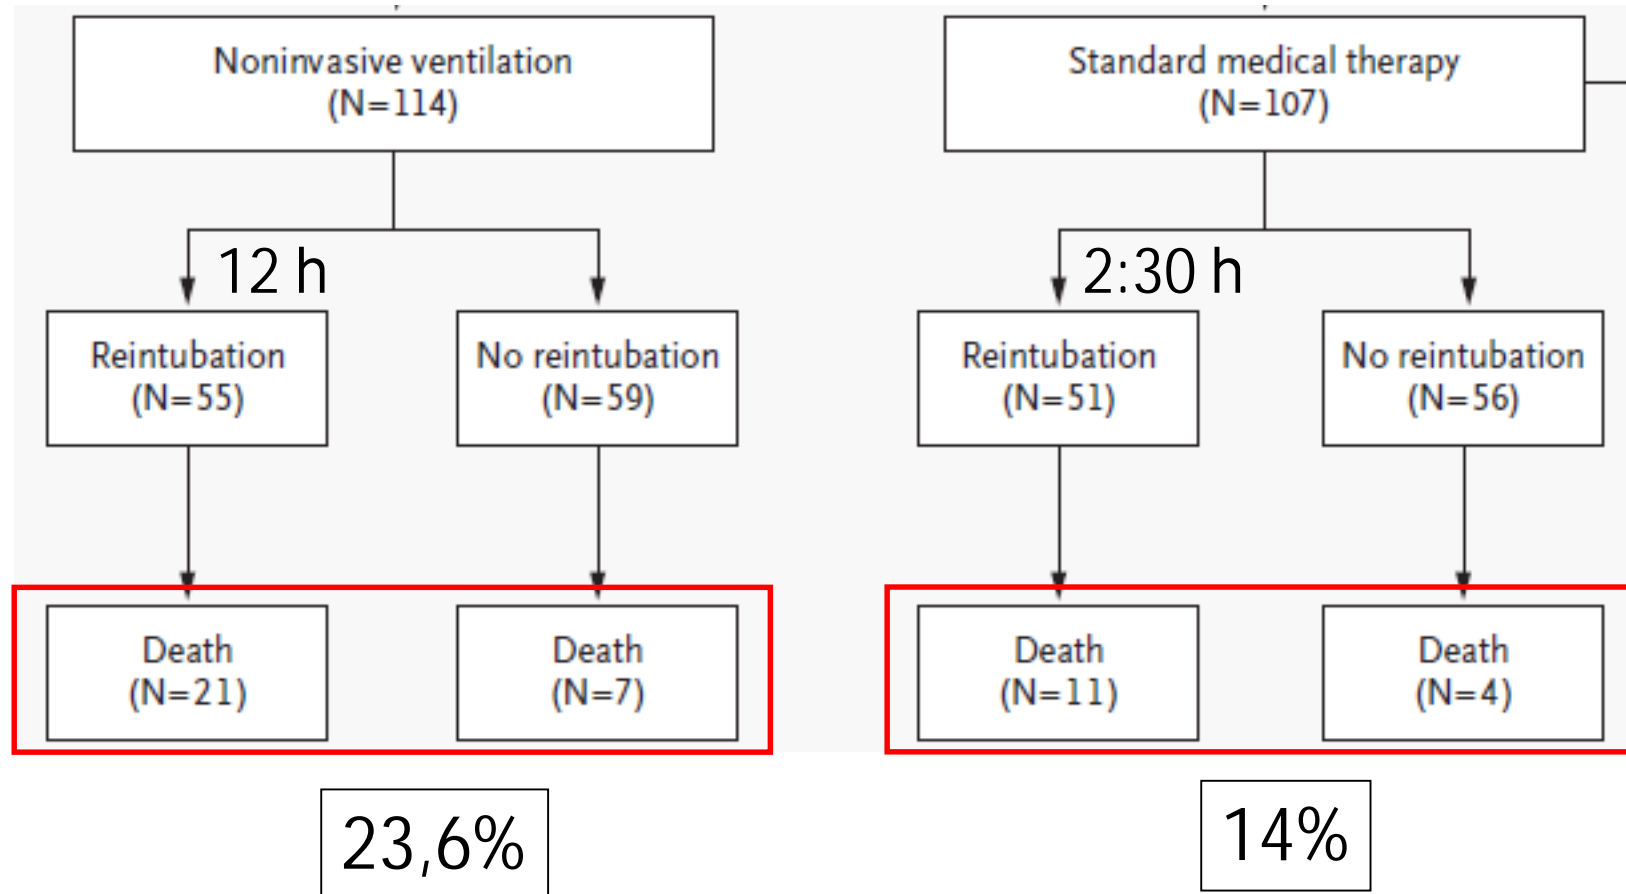 Noninvasive ventilation
(N=114)
Standard medical therapy
(N=107)
12 h
2:30 h
Reintubation
(N=55)
No reintubation
(N=59)
Reintubation
(N=51)
No reintubation
(N=56)
Death
(N=21)
Death
(N=7)
Death
(N=11)
Death
(N=4)
23,6%
14%